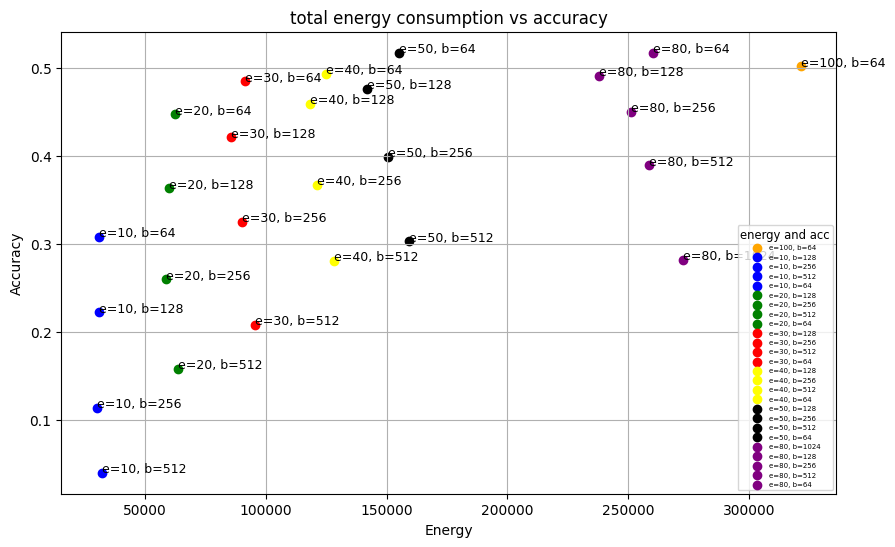 total energy consumption vs accuracy
e=50, b=64
e=80, b=64
e=100, b=64
e=40, b=64
e=80, b=128
e=30, b=64
e=50, b=128
e=40, b=128
e=20, b=64
e=80, b=256
e=30, b=128
e=50, b=256
e=80, b=512
e=20, b=128
e=40, b=256
e=30, b=256
e=10, b=64
e=50, b=512
e=40, b=512
e=80, b=1024
e=20, b=256
e=10, b=128
e=30, b=512
e=20, b=512
e=10, b=256
e=10, b=512
0.5
0.4
0.3
0.2
0.1
Accuracy
50000 100000 150000 200000 250000 300000
Energy
energy and acc
e=100, b=64
e=10, b=128
e=10, b=256
e=10, b=512
e=10, b=64
e=20, b=128
e=20, b=256
e=20, b=512
e=20, b=64
e=30, b=128
e=30, b=256
e=30, b=512
e=30, b=64
e=40, b=128
e=40, b=256
e=40, b=512
e=40, b=64
e=50, b=128
e=50, b=256
e=50, b=512
e=50, b=64
e=80, b=1024
e=80, b=128
e=80, b=256
e=80, b=512
e=80, b=64